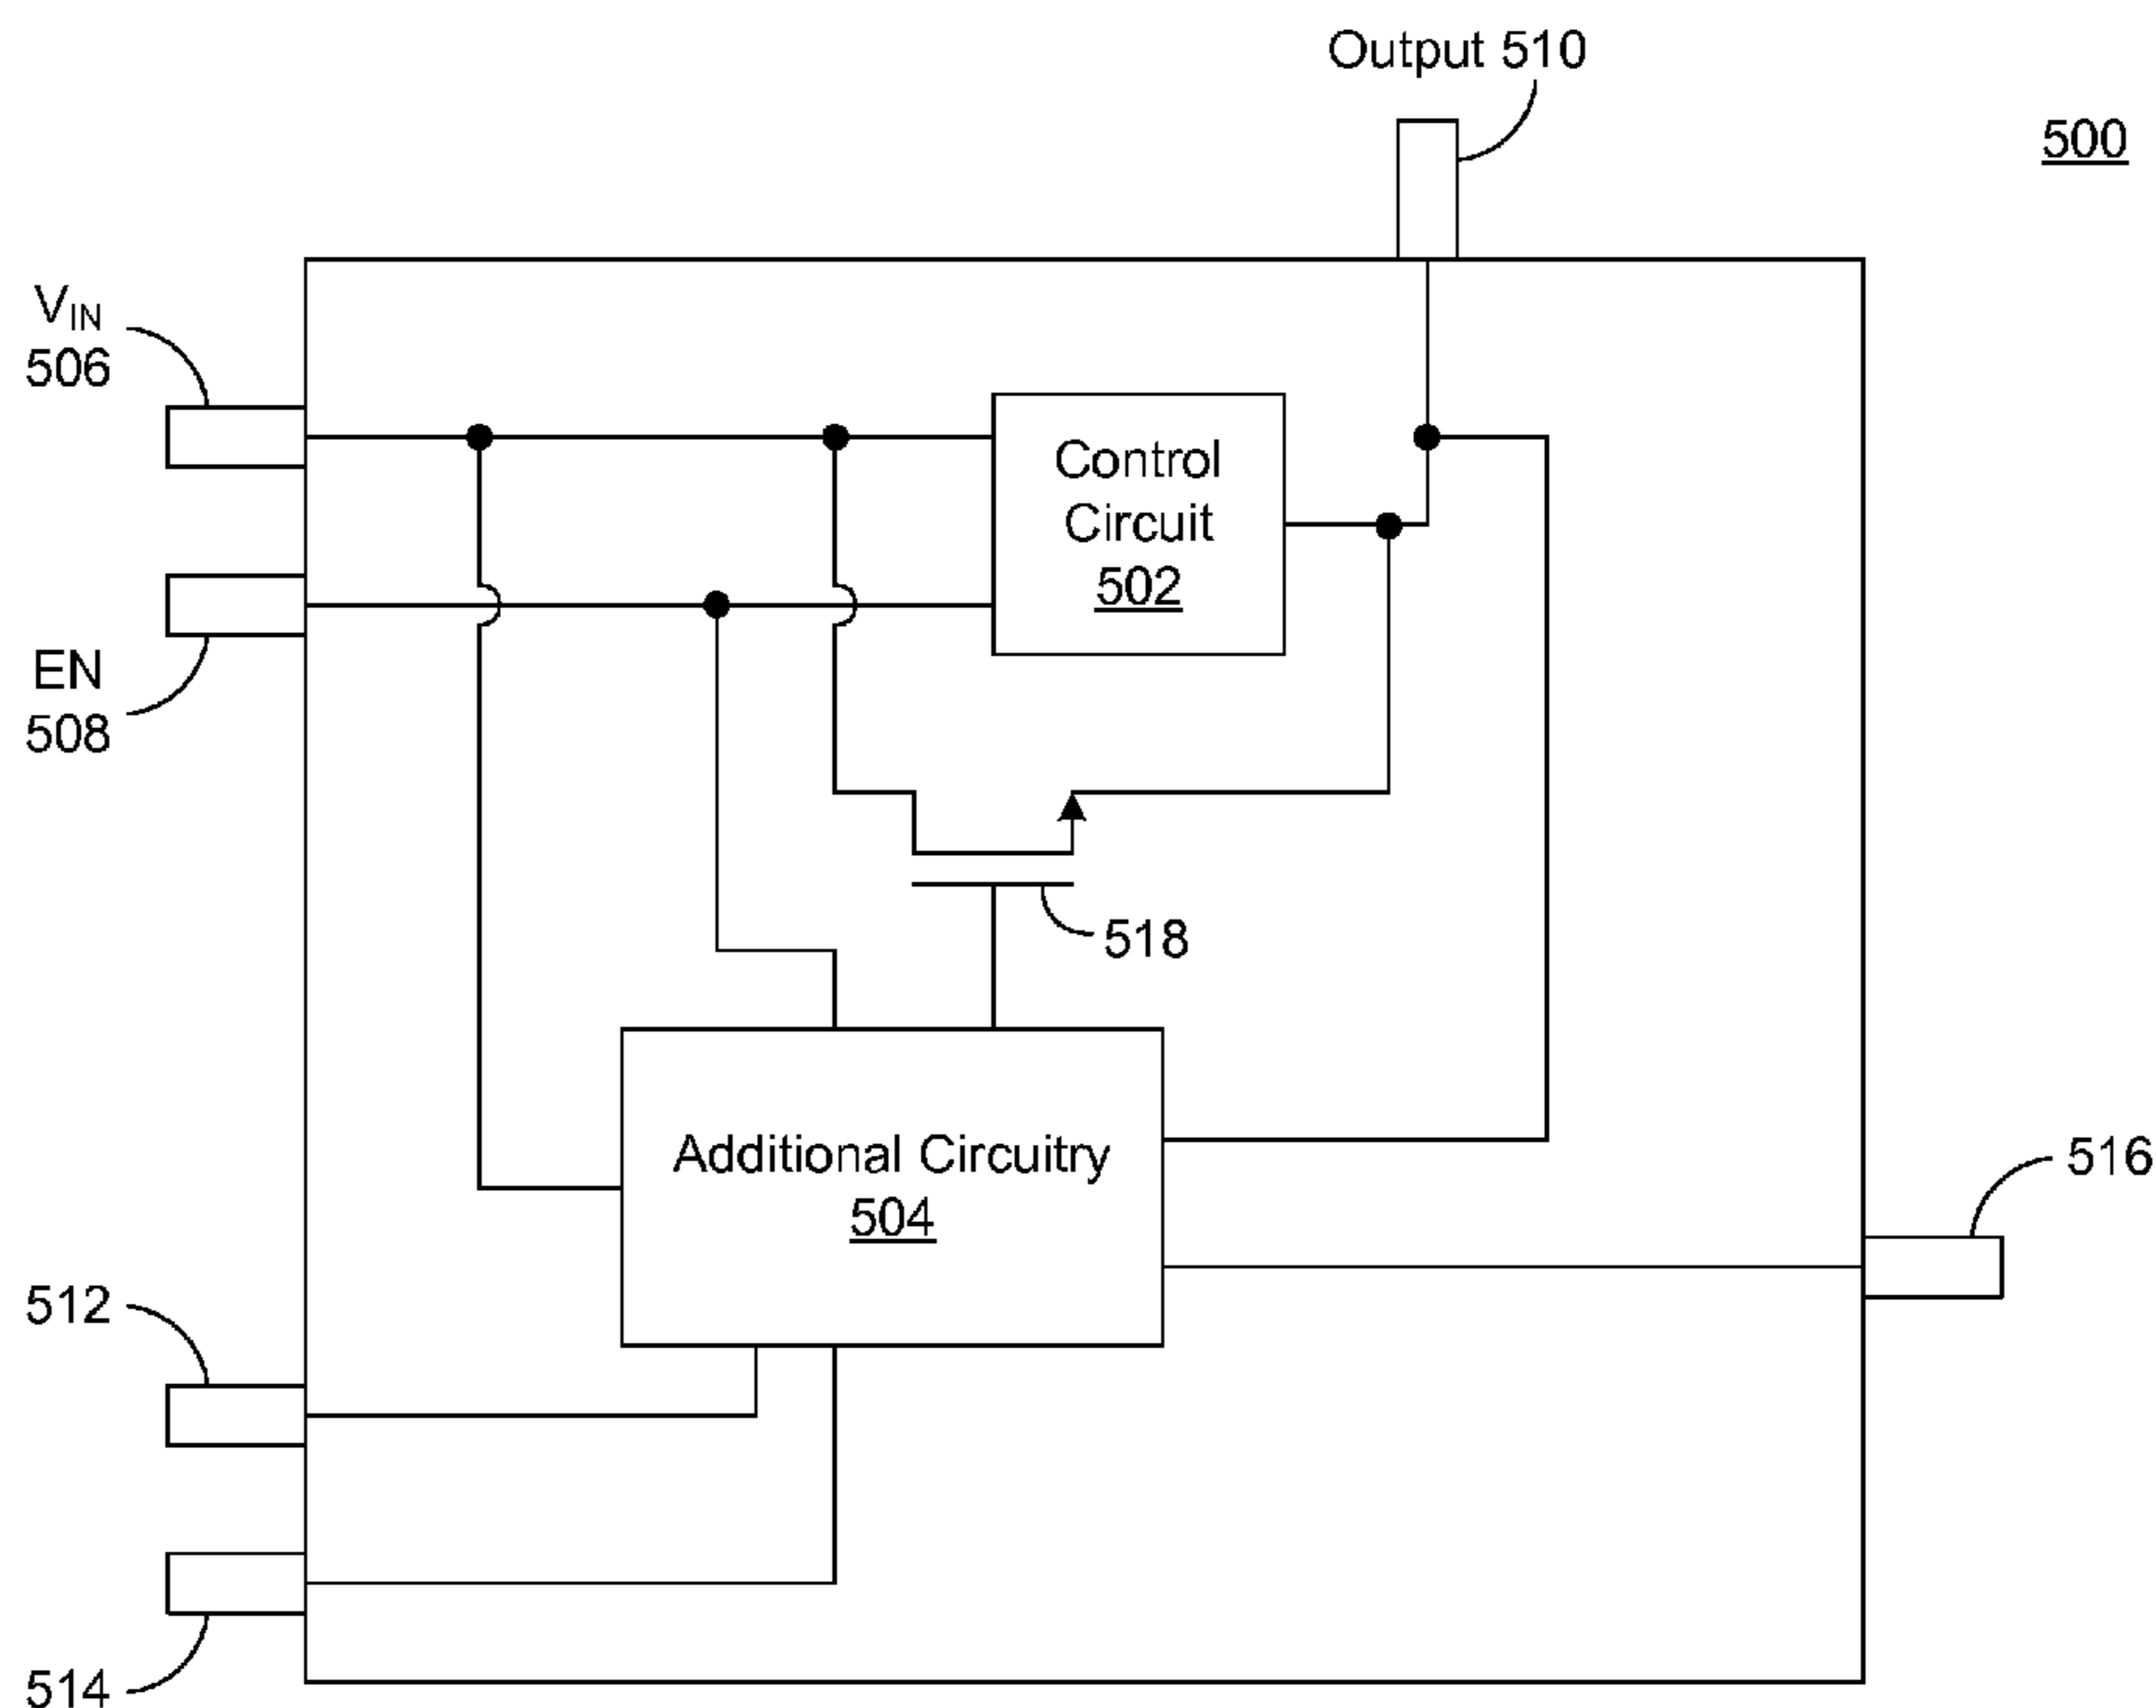 Output 510
500
VIN
506
Control
Circuit
502
EN
508
518
Additional Circuitry
504
516
512
514